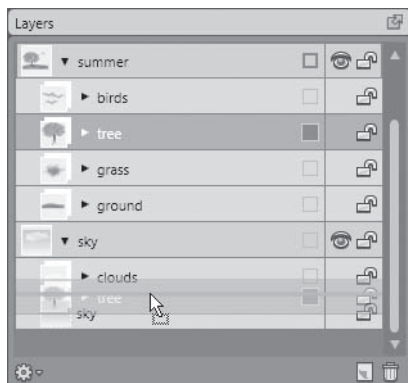 Layers
summer
birds
tree
grass
ground
sky
clouds
tree
sky